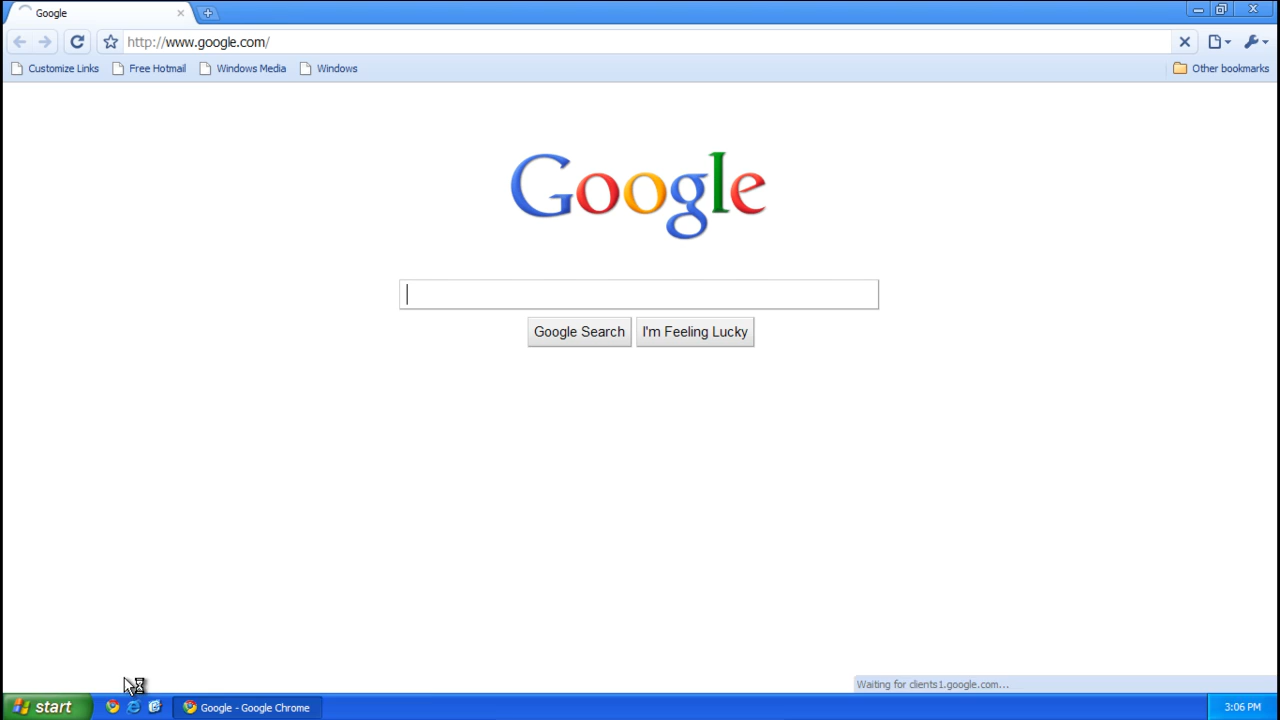 Google
http://www.google.com/
Customize Links Free Hotmail Windows Media Windows Other bookmarks
Google
Google Search I'm Feeling Lucky
Waiting for clients1.google.com...
start Google - Google Chrome 3:06 PM